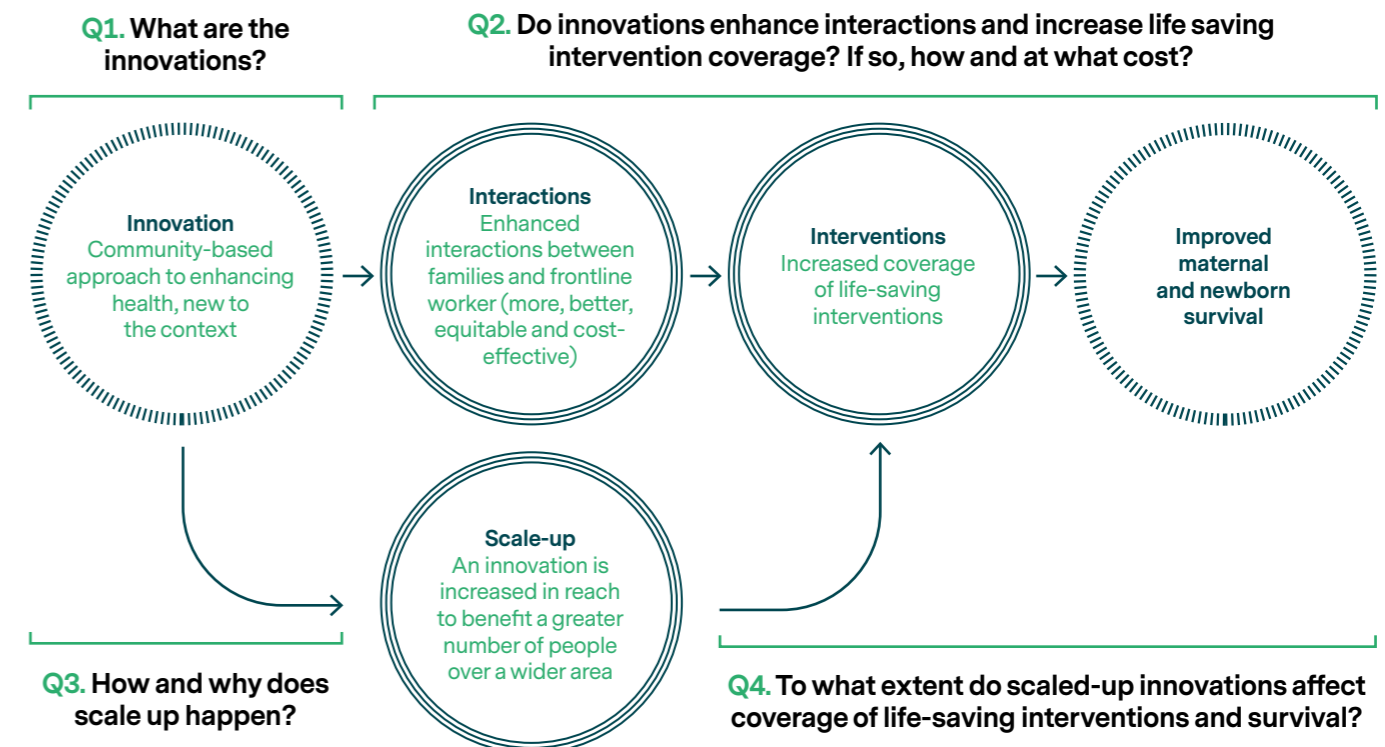 Q1. What are the
innovations?
Q2. Do innovations enhance interactions and increase life saving
intervention coverage? If so, how and at what cost?
Innovation
Community-based
approach to enhancing
health, new to
the context
Interactions
Enhanced
interactions between
families and frontline
worker (more, better,
equitable and cost-
effective)
Interventions
Increased coverage
of life-saving
interventions
Improved
maternal
and newborn
survival
Scale-up
An innovation is
increased in reach
to benefit a greater
number of people
over a wider area
Q3. How and why does
scale up happen?
Q4. To what extent do scaled-up innovations affect
coverage of life-saving interventions and survival?